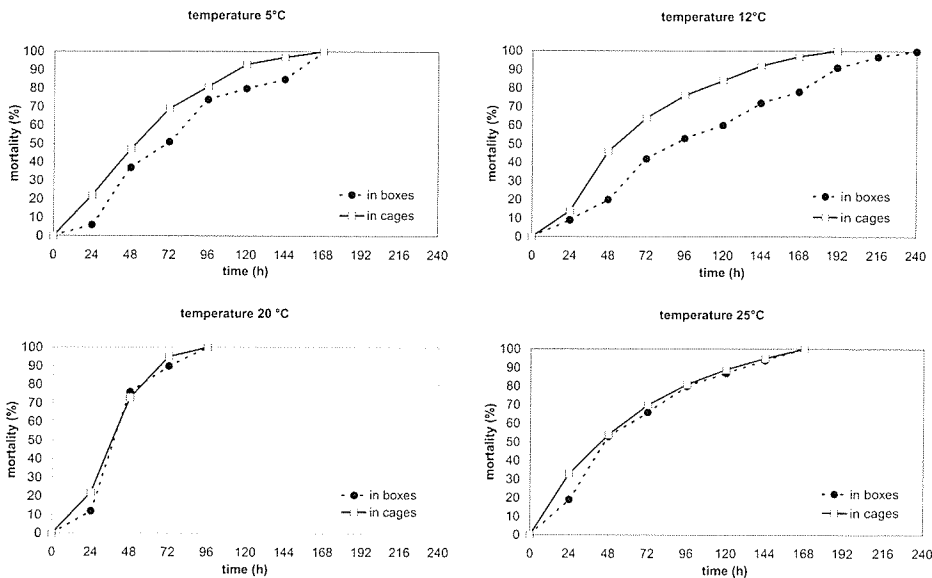 temperature 5°C
100
90
80
70
60
50
40
30
20
10
0
mortality (%)
in boxes
in cages
0 24 48 72 96 120 144 168 192 216 240
time (h)
temperature 12°C
100
90
80
70
60
50
40
30
20
10
0
mortality (%)
in boxes
in cages
0 24 48 72 96 120 144 168 192 216 240
time (h)
temperature 20 °C
100
90
80
70
60
50
40
30
20
10
0
mortality (%)
in boxes
in cages
0 24 48 72 96 120 144 168 192 216 240
time (h)
temperature 25°C
100
90
80
70
60
50
40
30
20
10
0
mortality (%)
in boxes
in cages
0 24 48 72 96 120 144 168 192 216 240
time (h)